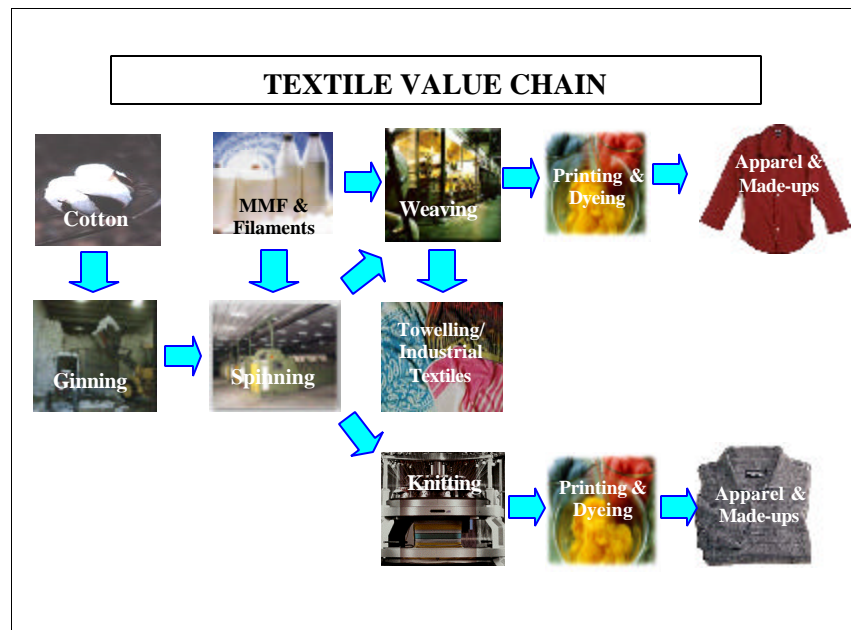 TEXTILE VALUE CHAIN
Cotton
MMF &
Filaments
Weaving
Printing &
Dyeing
Apparel &
Made-ups
Ginning
Spinning
Towelling/
Industrial
Textiles
Knitting
Printing &
Dyeing
Apparel &
Made-ups